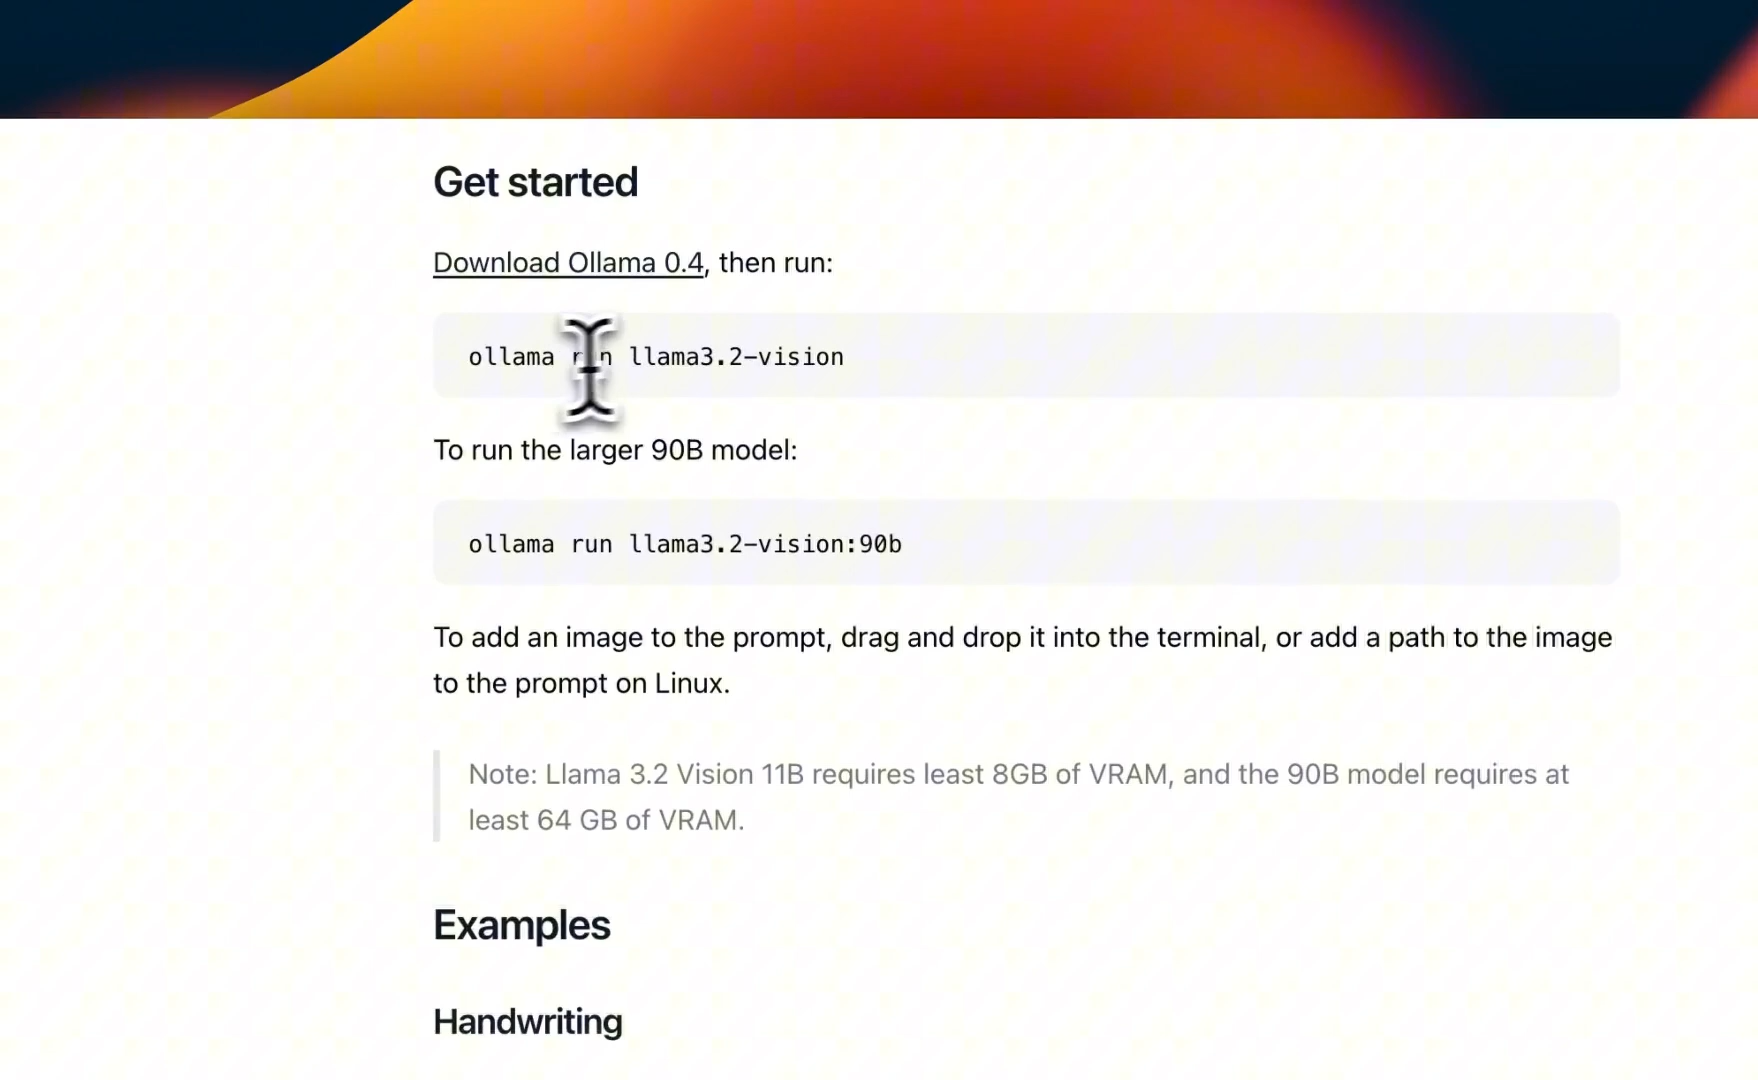 Get started
Download Ollama 0.4, then run:
ollama run llama3.2-vision
To run the larger 90B model:
ollama run llama3.2-vision:90b
To add an image to the prompt, drag and drop it into the terminal, or add a path to the image
to the prompt on Linux.
Note: Llama 3.2 Vision 11B requires least 8GB of VRAM, and the 90B model requires at
least 64 GB of VRAM.
Examples
Handwriting